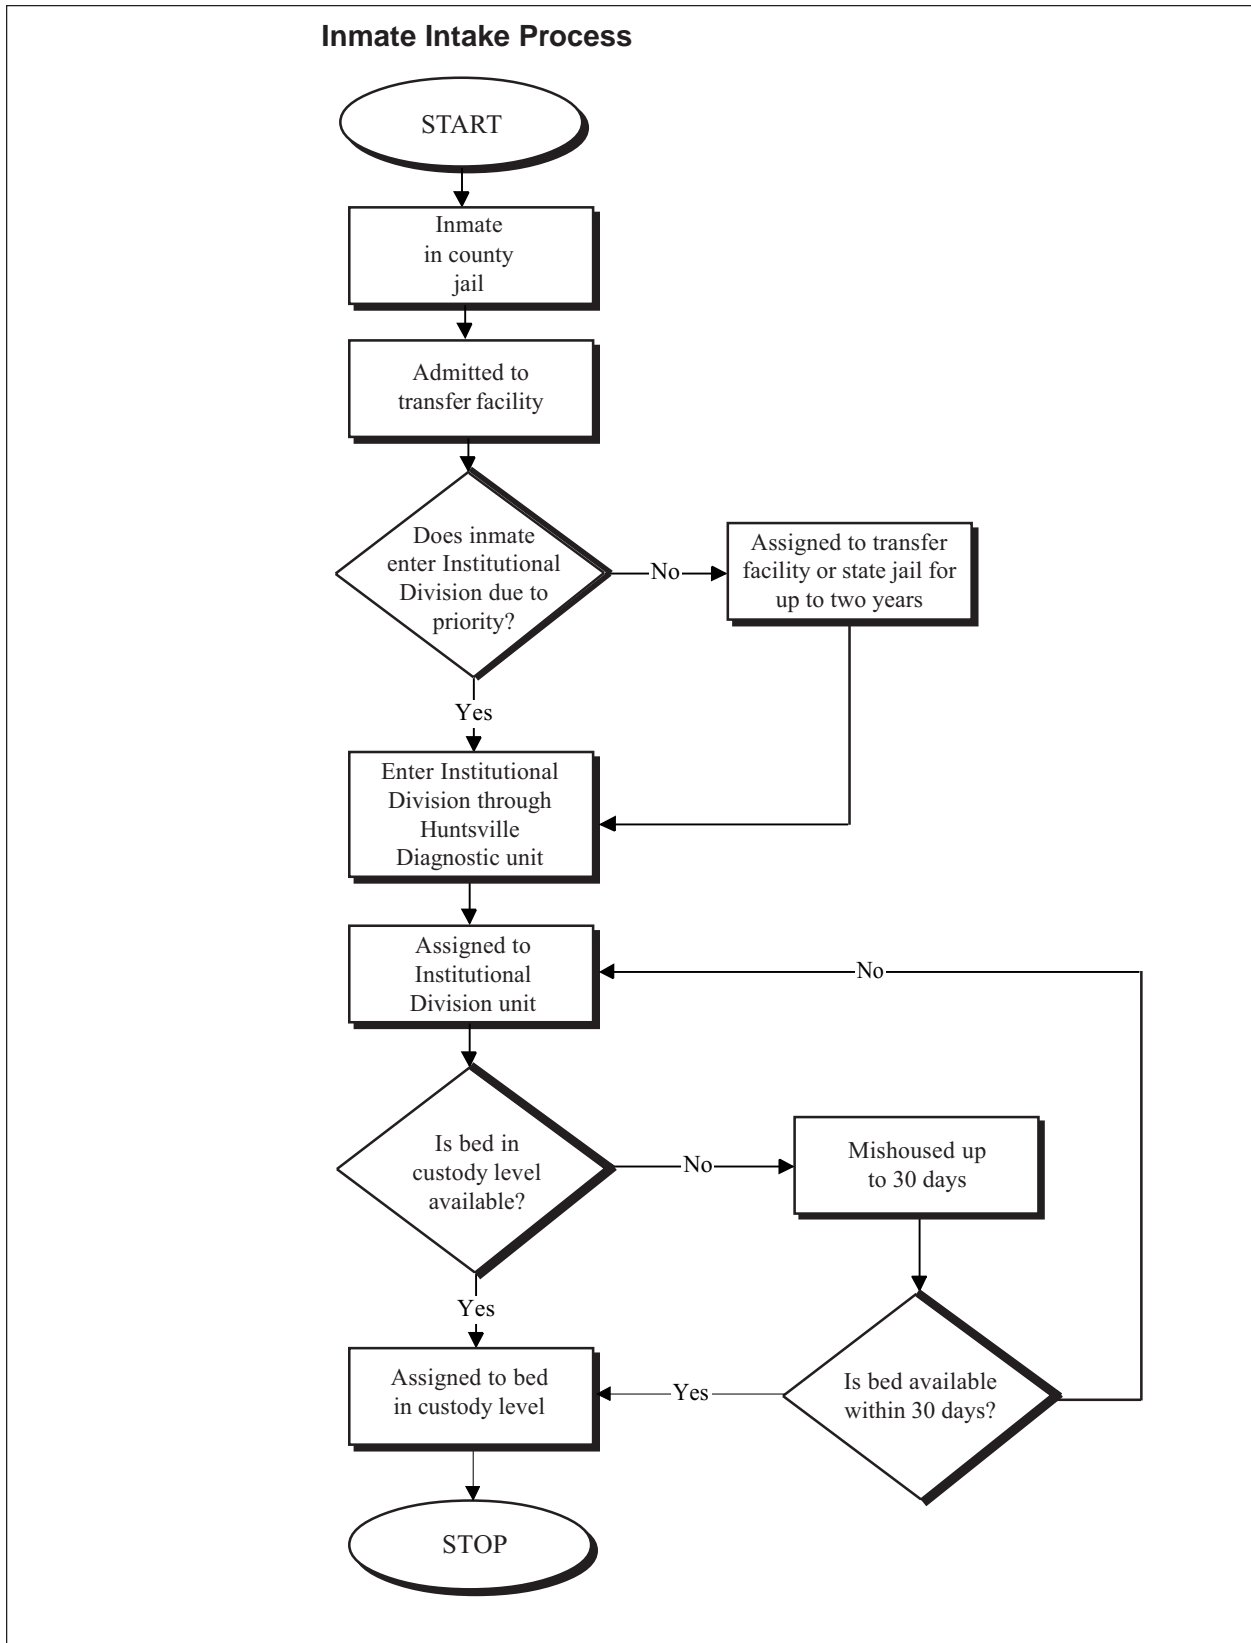 Inmate Intake Process
START
Inmate
in county
jail
Admitted to
transfer facility
Does inmate
enter Institutional
Division due to
priority?
No
Assigned to transfer
facility or state jail for
up to two years
Yes
Enter Institutional
Division through
Huntsville
Diagnostic unit
Assigned to
Institutional
Division unit
No
Is bed in
custody level
available?
No
Mishoused up
to 30 days
Yes
Is bed available
within 30 days?
Yes
Assigned to bed
in custody level
STOP